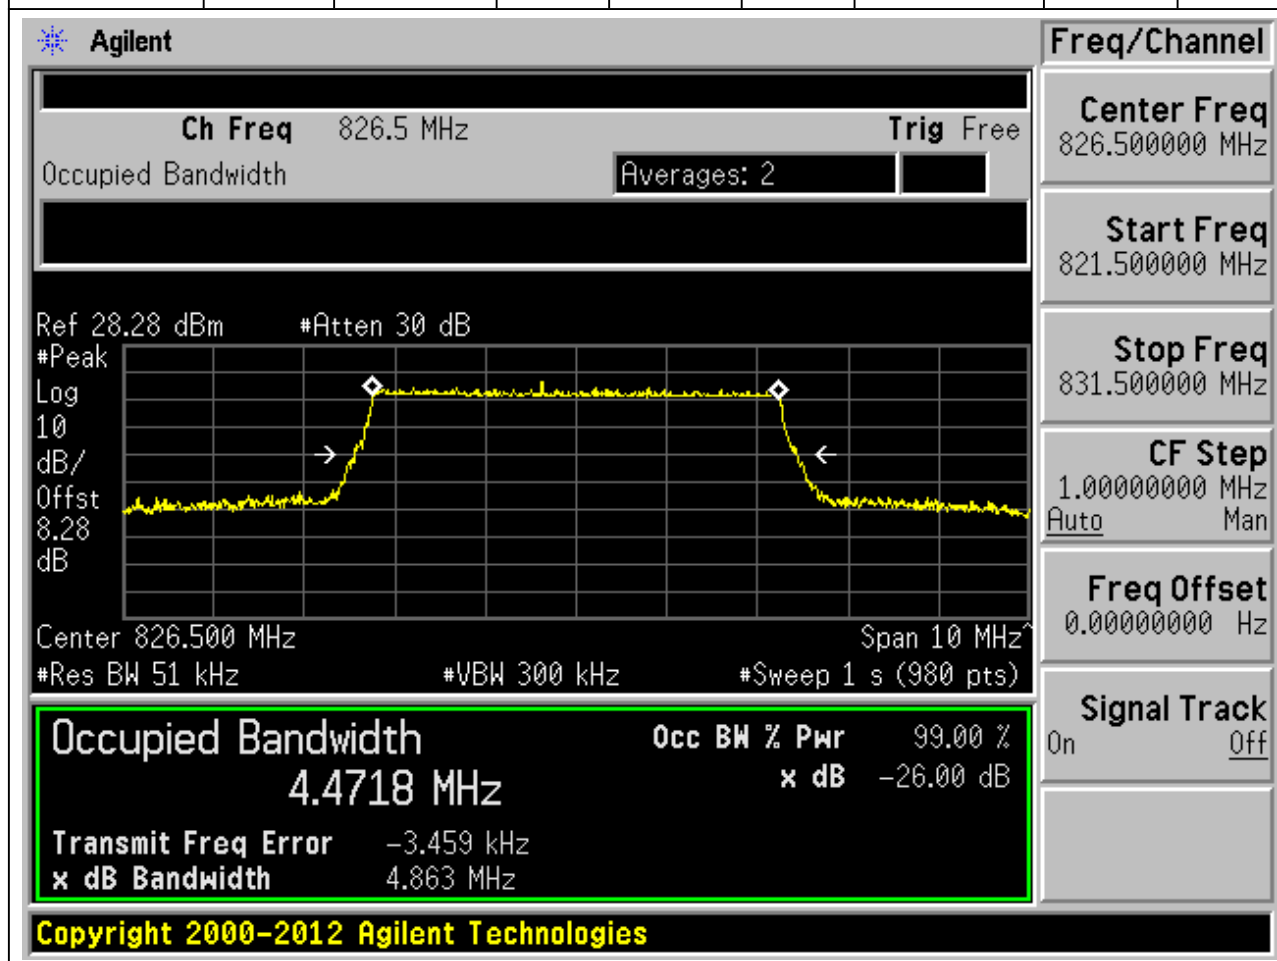 Agilent
Freq/Channel
Ch Freq 826.5 MHz Trig Free
Occupied Bandwidth Averages: 2
Center Freq
826.500000 MHz
Start Freq
821.500000 MHz
Stop Freq
831.500000 MHz
CF Step
1.00000000 MHz
Auto Man
Freq Offset
0.00000000 Hz
Signal Track
On Off
Ref 28.28 dBm #Atten 30 dB
#Peak
Log
10
dB/
Offst
8.28
dB
Center 826.500 MHz Span 10 MHz^
#Res BW 51 kHz #VBW 300 kHz #Sweep 1 s (980 pts)
Occupied Bandwidth Occ BW % Pwr 99.00 %
4.4718 MHz x dB -26.00 dB
Transmit Freq Error -3.459 kHz
x dB Bandwidth 4.863 MHz
Copyright 2000-2012 Agilent Technologies